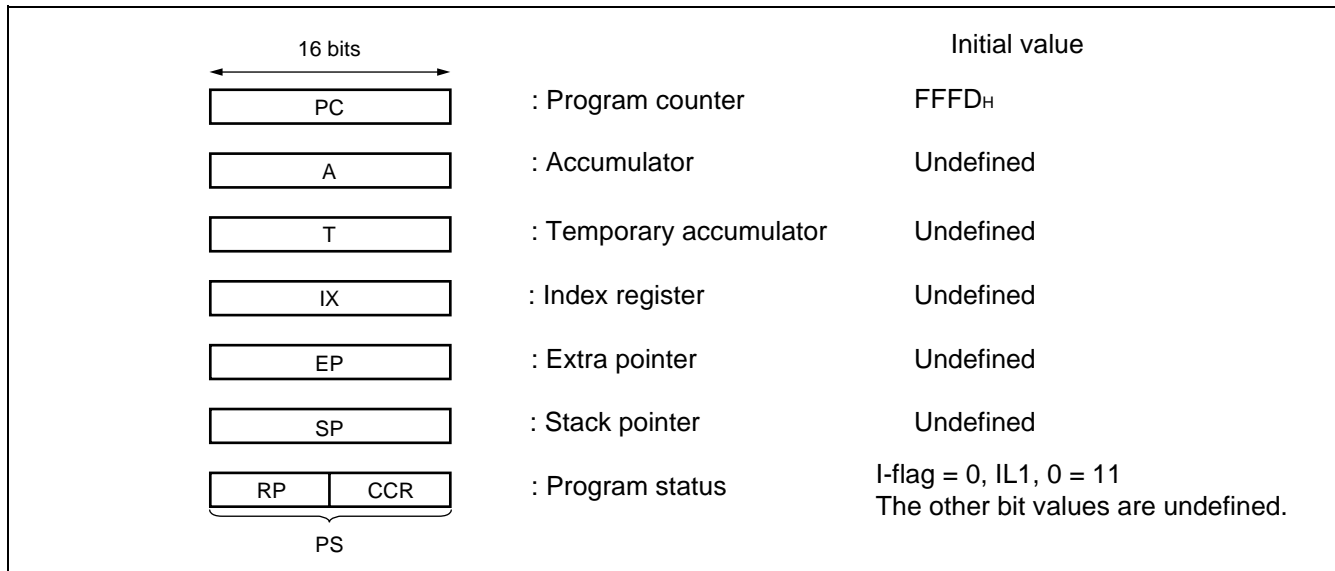 16 bits
Initial value
PC : Program counter FFFDH
A : Accumulator Undefined
T : Temporary accumulator Undefined
IX : Index register Undefined
EP : Extra pointer Undefined
SP : Stack pointer Undefined
RP CCR : Program status I-flag = 0, IL1, 0 = 11
The other bit values are undefined.
PS